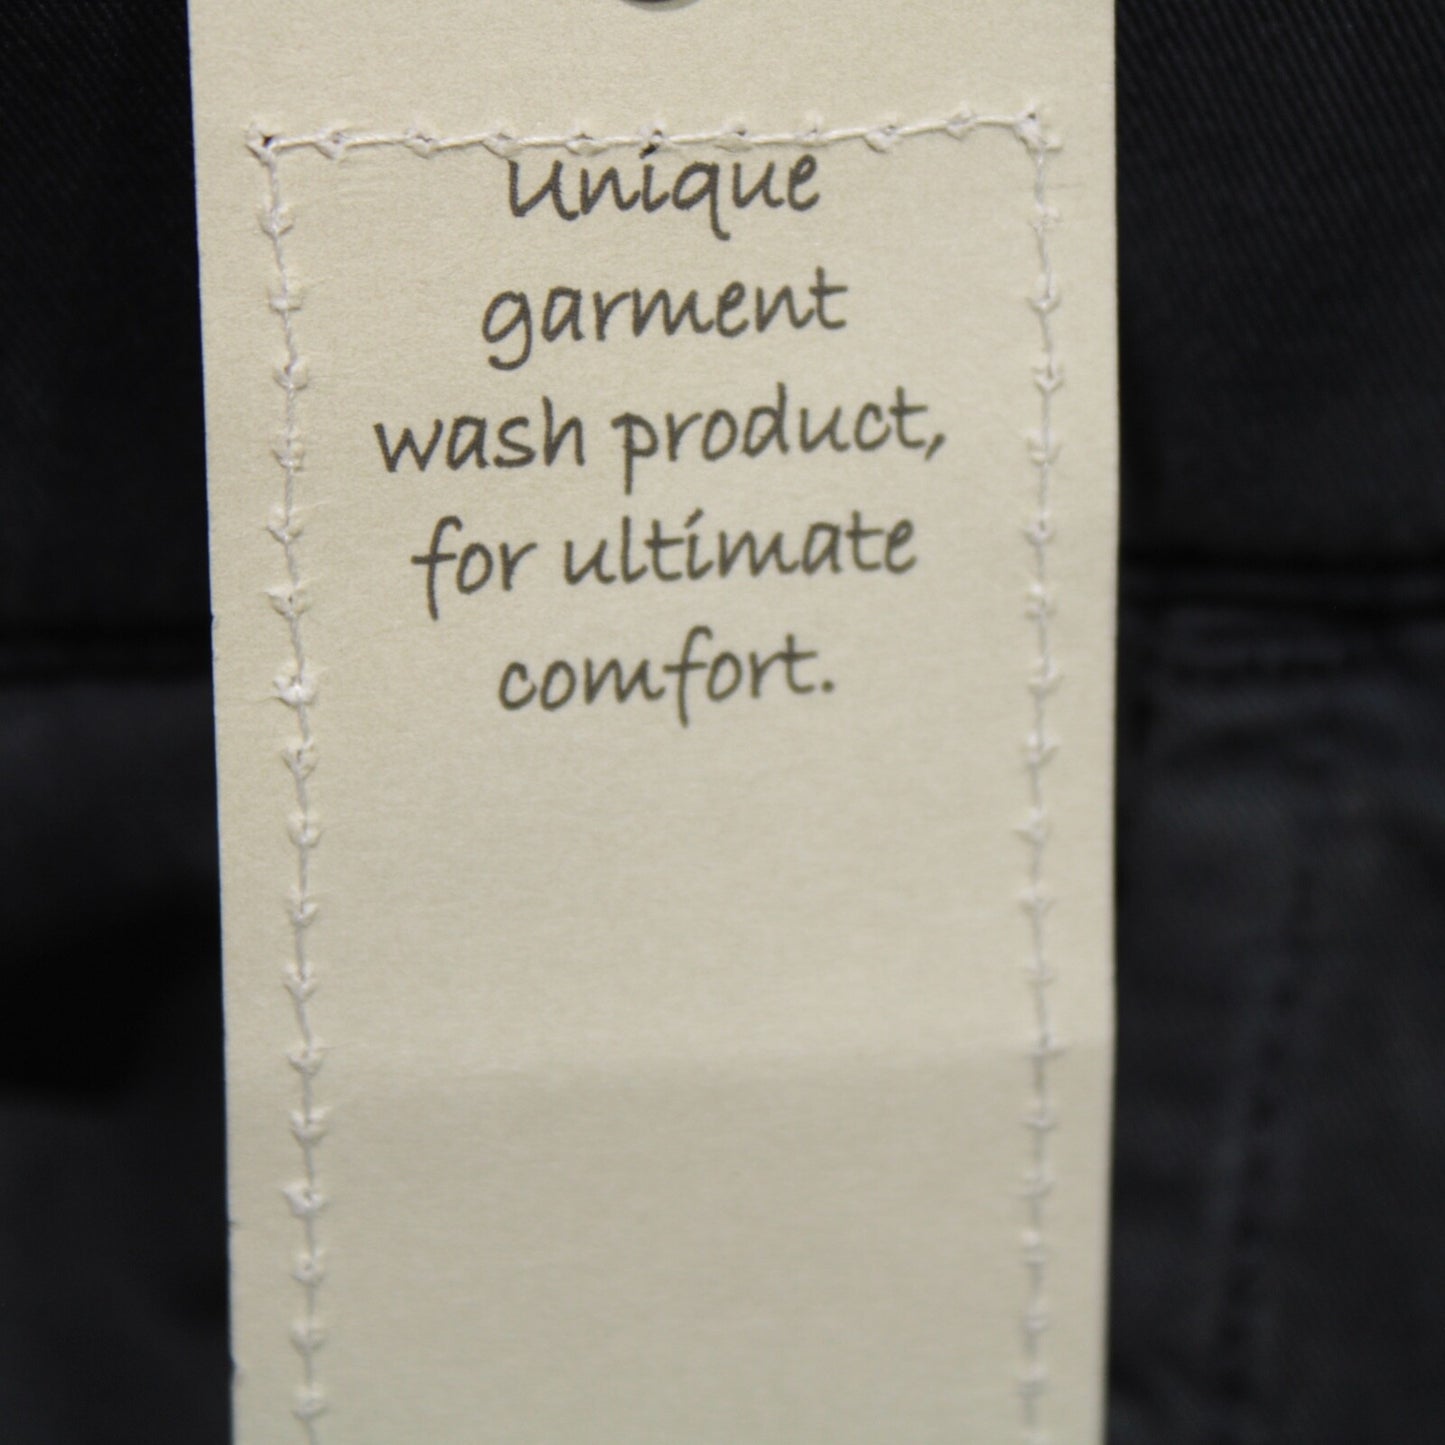 Unique
garment
wash product,
for ultimate
comfort.